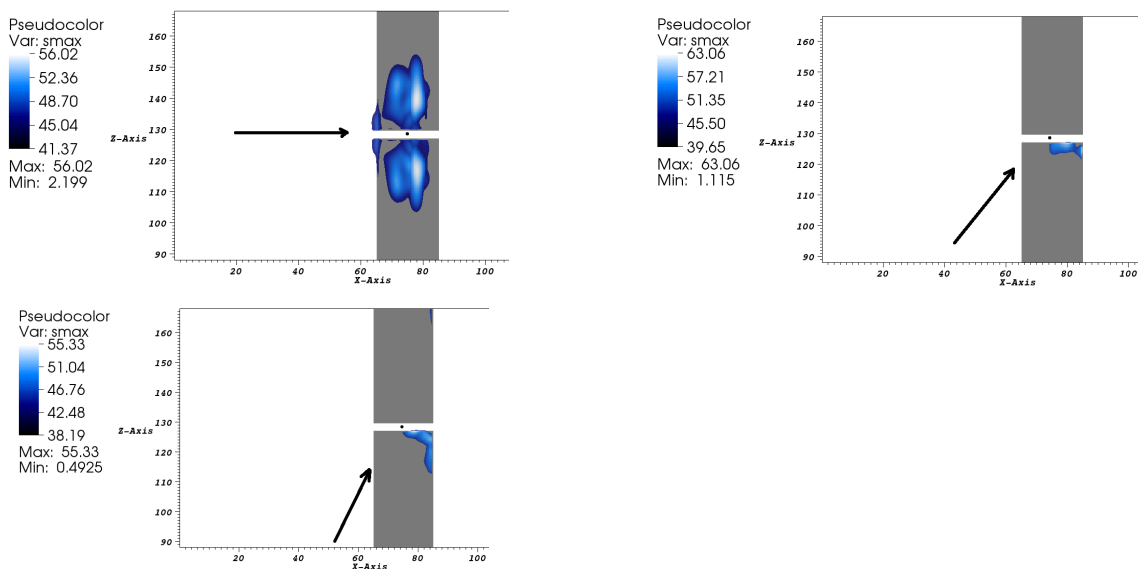 Pseudocolor
Var: smax
56.02
52.36
48.70
45.04
41.37
Max: 56.02
Min: 2.199
160
150
140
130
120
110
100
90
Z-Axis
20 40 60 80 100
X-Axis
Pseudocolor
Var: smax
63.06
57.21
51.35
45.50
39.65
Max: 63.06
Min: 1.115
160
150
140
130
120
110
100
90
Z-Axis
20 40 60 80 100
X-Axis
Pseudocolor
Var: smax
55.33
51.04
46.76
42.48
38.19
Max: 55.33
Min: 0.4925
160
150
140
130
120
110
100
90
Z-Axis
20 40 60 80 100
X-Axis